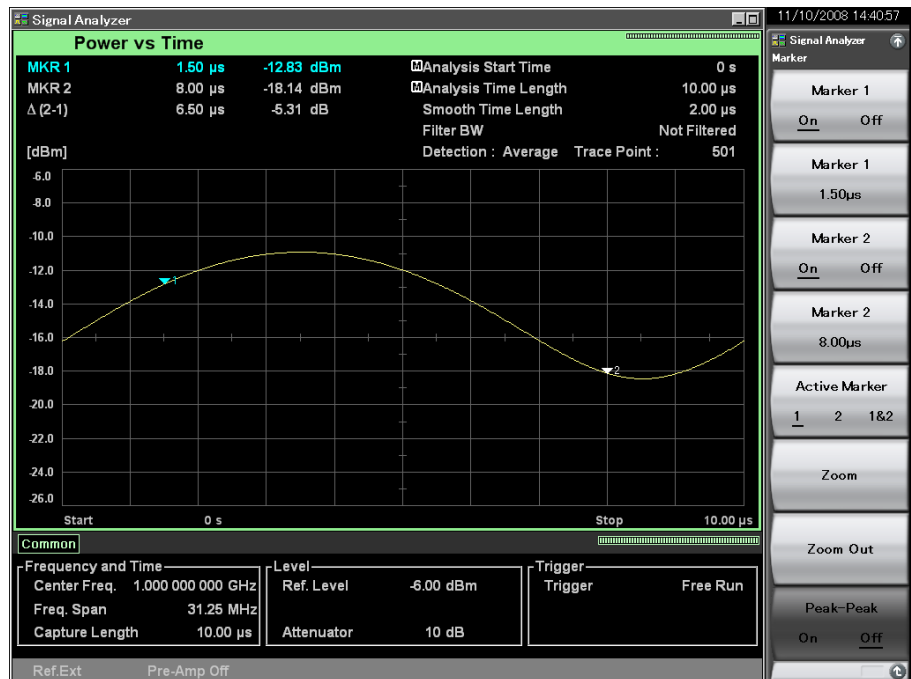 Signal Analyzer
11/10/2008 14:40:57
Power vs Time
MKR 1 1.50 µs -12.83 dBm
MKR 2 8.00 µs -18.14 dBm
Δ (2-1) 6.50 µs -5.31 dB
M Analysis Start Time 0 s
M Analysis Time Length 10.00 µs
Smooth Time Length 2.00 µs
Filter BW Not Filtered
Detection : Average Trace Point : 501
[dBm]
-6.0
-8.0
-10.0
-12.0
-14.0
-16.0
-18.0
-20.0
-22.0
-24.0
-26.0
1
2
Start 0 s Stop 10.00 µs
Common
Frequency and Time
Center Freq. 1.000 000 000 GHz
Freq. Span 31.25 MHz
Capture Length 10.00 µs
Level
Ref. Level -6.00 dBm
Attenuator 10 dB
Trigger
Trigger Free Run
Ref.Ext Pre-Amp Off
Signal Analyzer
Marker
Marker 1
On Off
Marker 1
1.50µs
Marker 2
On Off
Marker 2
8.00µs
Active Marker
1 2 1&2
Zoom
Zoom Out
Peak-Peak
On Off